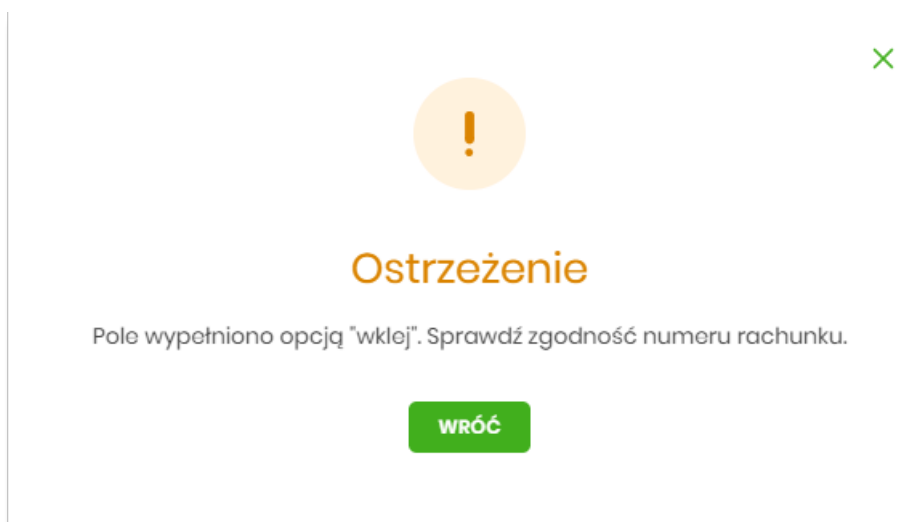 !
Ostrzeżenie
Pole wypełniono opcją "wklej". Sprawdź zgodność numeru rachunku.
WRÓĆ